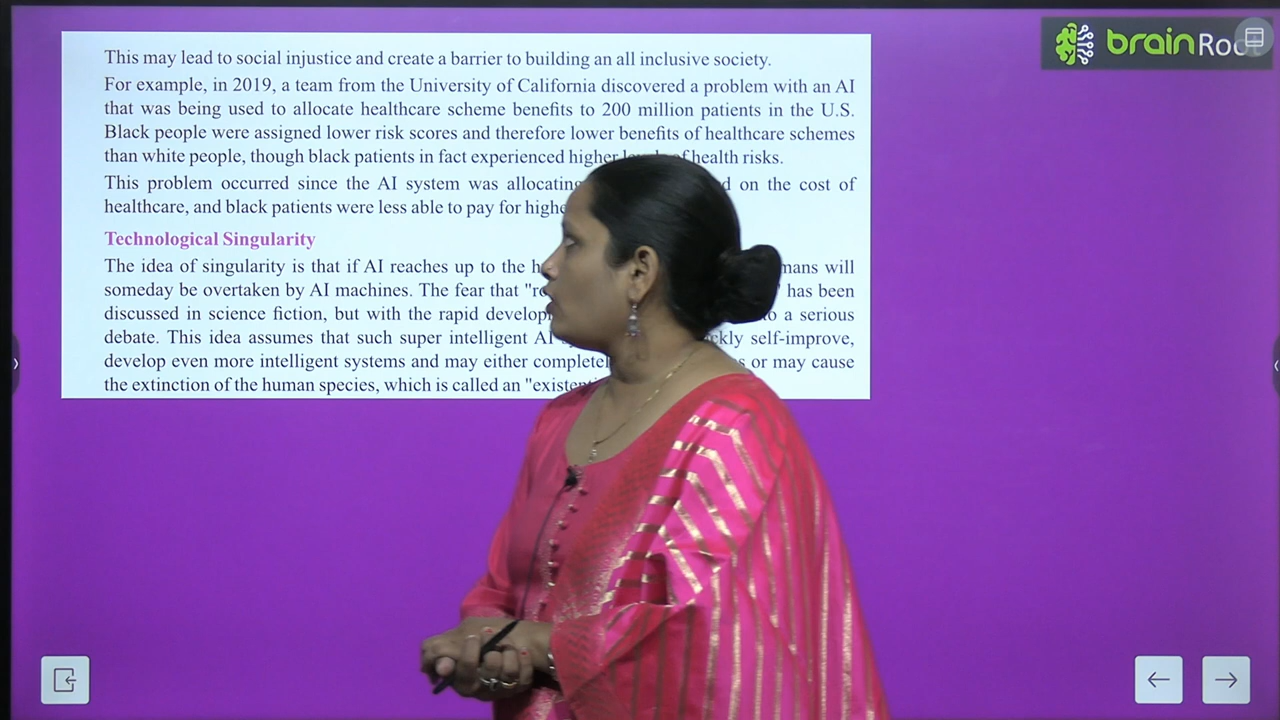 This may lead to social injustice and create a barrier to building an all inclusive society.
For example, in 2019, a team from the University of California discovered a problem with an AI
that was being used to allocate healthcare scheme benefits to 200 million patients in the U.S.
Black people were assigned lower risk scores and therefore lower benefits of healthcare schemes
than white people, though black patients in fact experienced higher of health risks.
This problem occurred since the AI system was allocating on the cost of
healthcare, and black patients were less able to pay for
Technological Singularity
The idea of singularity is that if AI reaches up to the will
someday be overtaken by AI machines. The fear that " has been
discussed in science fiction, but with the rapid to a serious
debate. This idea assumes that such super intelligent AI self-improve,
develop even more intelligent systems and may either or may cause
the extinction of the human species, which is called an
brainRoot